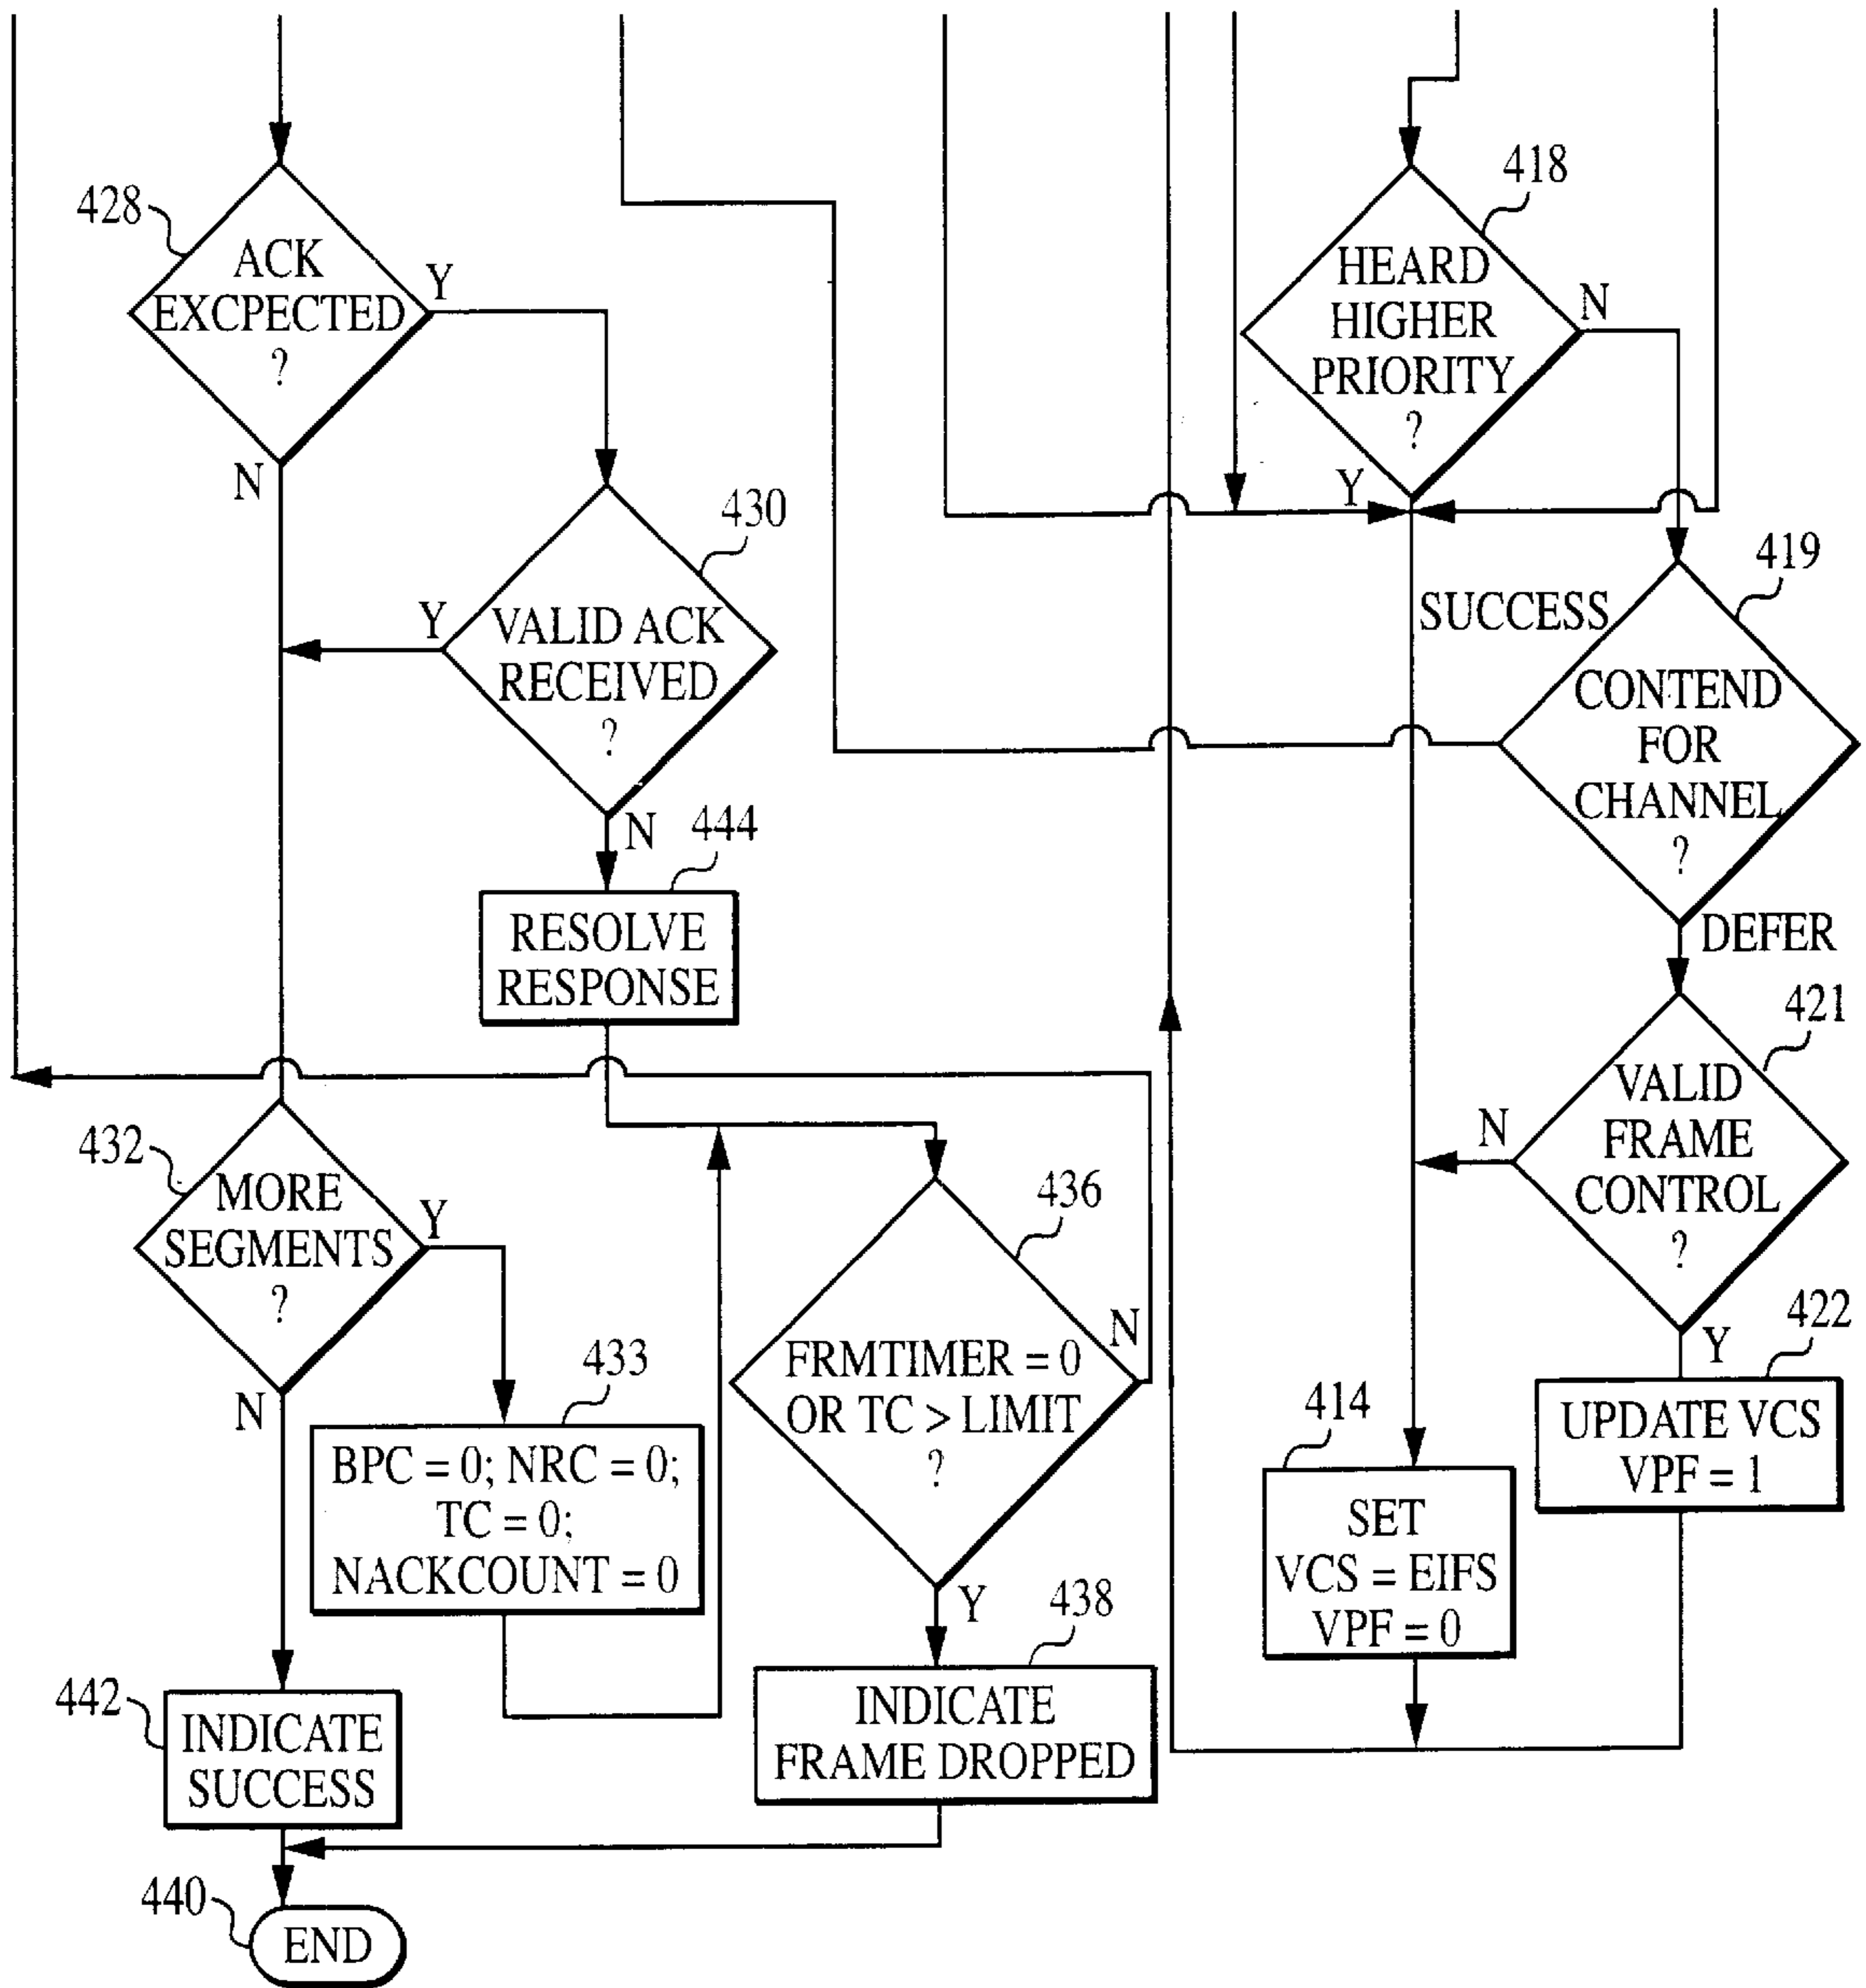 428
ACK
EXCPECTED
?
Y
N
418
HEARD
HIGHER
PRIORITY
?
N
Y
430
VALID ACK
RECEIVED
?
Y
N
419
SUCCESS
CONTEND
FOR
CHANNEL
?
DEFER
444
RESOLVE
RESPONSE
421
VALID
FRAME
CONTROL
?
N
Y
432
MORE
SEGMENTS
?
Y
N
436
FRMTIMER = 0
OR TC > LIMIT
?
N
Y
422
UPDATE VCS
VPF = 1
433
BPC = 0; NRC = 0;
TC = 0;
NACKCOUNT = 0
414
SET
VCS = EIFS
VPF = 0
438
INDICATE
FRAME DROPPED
442
INDICATE
SUCCESS
440
END